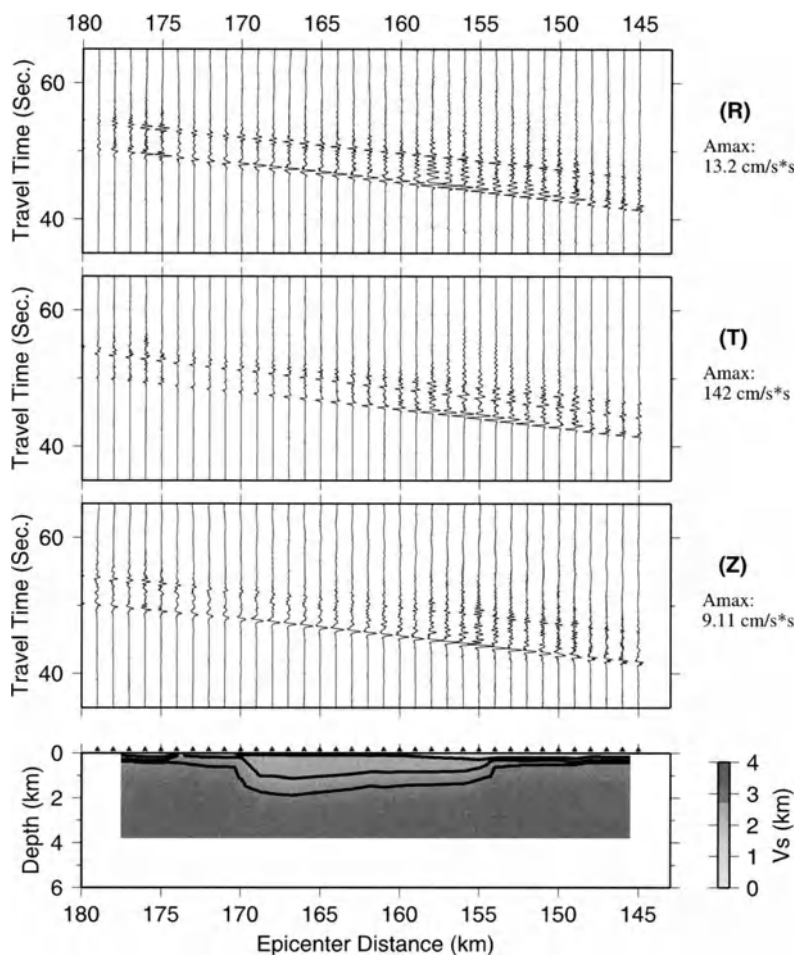 180 175 170 165 160 155 150 145
Travel Time (Sec.)
60
40
(R)
Amax:
13.2 cm/s*s
Travel Time (Sec.)
60
40
(T)
Amax:
142 cm/s*s
Travel Time (Sec.)
60
40
(Z)
Amax:
9.11 cm/s*s
Depth (km)
0
2
4
6
4
3
2
1
0
Vs (km)
180 175 170 165 160 155 150 145
Epicenter Distance (km)